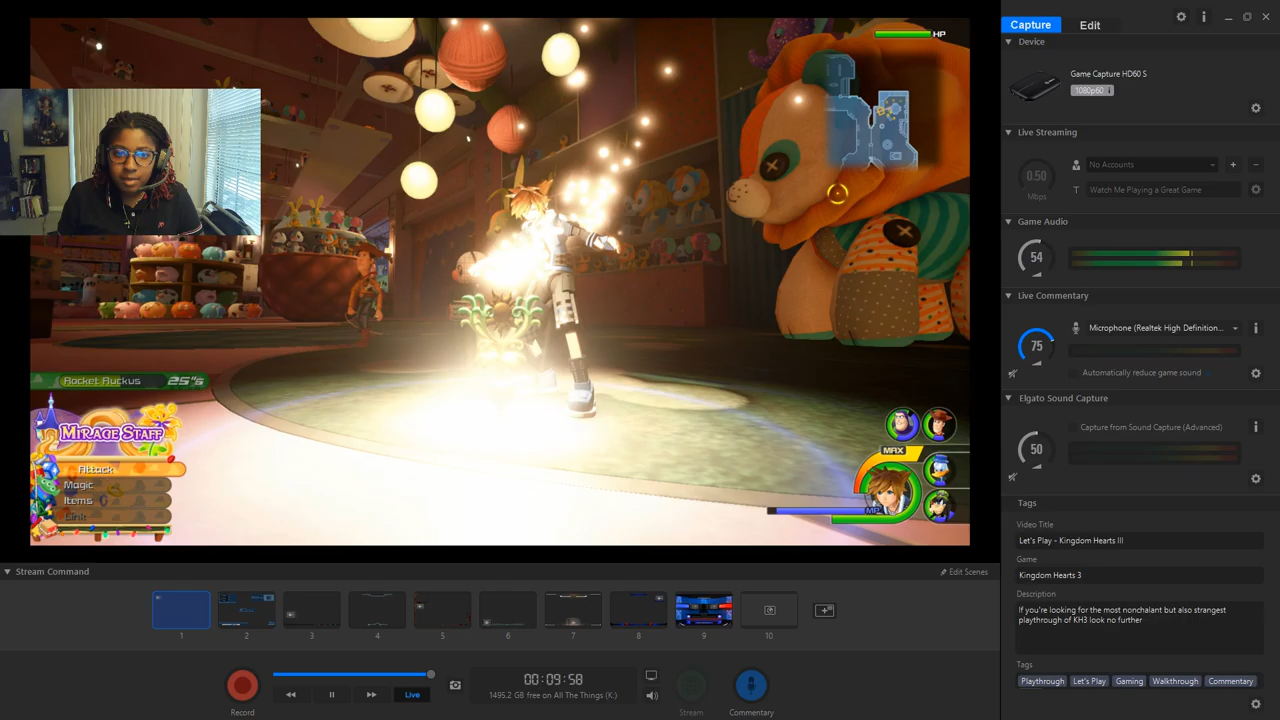 Capture
Edit
Device
Game Capture HD60 S
1080p60
Live Streaming
0.50
Mbps
No Accounts
T Watch Me Playing a Great Game
Game Audio
54
Live Commentary
75
Microphone (Realtek High Definition...
Automatically reduce game sound
Elgato Sound Capture
50
Capture from Sound Capture (Advanced)
Tags
Video Title
Let's Play - Kingdom Hearts III
Game
Kingdom Hearts 3
Description
If you're looking for the most nonchalant but also strangest
playthrough of KH3 look no further
Tags
Playthrough Let's Play Gaming Walkthrough Commentary
HP
Rocket Ruckus 25"s
MIRAGE STAFF
Attack
Magic
Items
Link
MAX
MP
Stream Command
Edit Scenes
1 2 3 4 5 6 7 8 9 10
Record
Live
00:09:58
1495.2 GB free on All The Things (K:)
Stream
Commentary